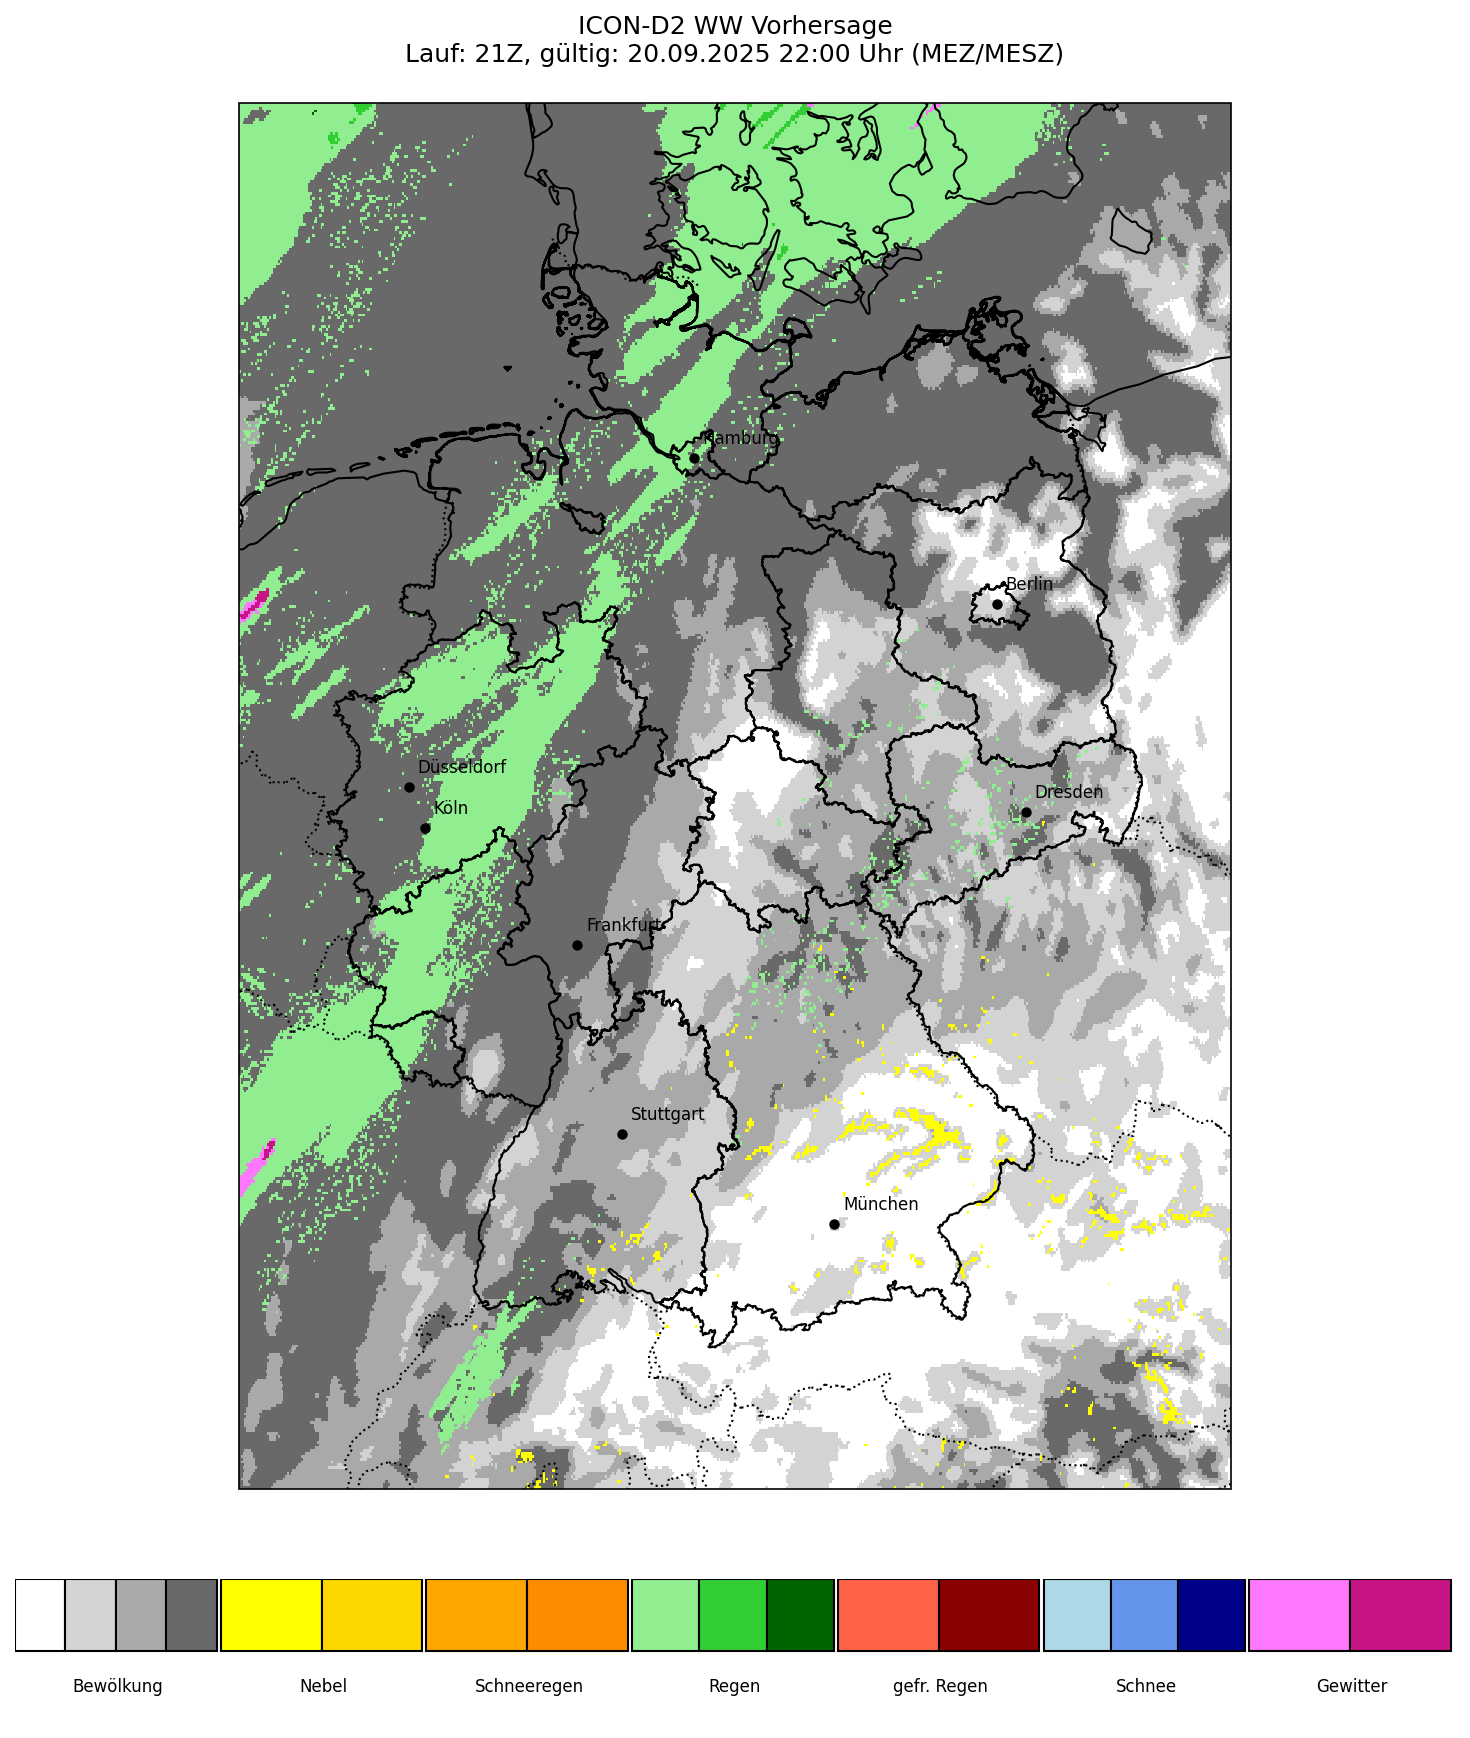 ICON-D2 WW Vorhersage
Lauf: 21Z, gültig: 20.09.2025 22:00 Uhr (MEZ/MESZ)
Hamburg
Berlin
Düsseldorf
Köln
Dresden
Frankfurt
Stuttgart
München
Bewölkung
Nebel
Schneeregen
Regen
gefr. Regen
Schnee
Gewitter